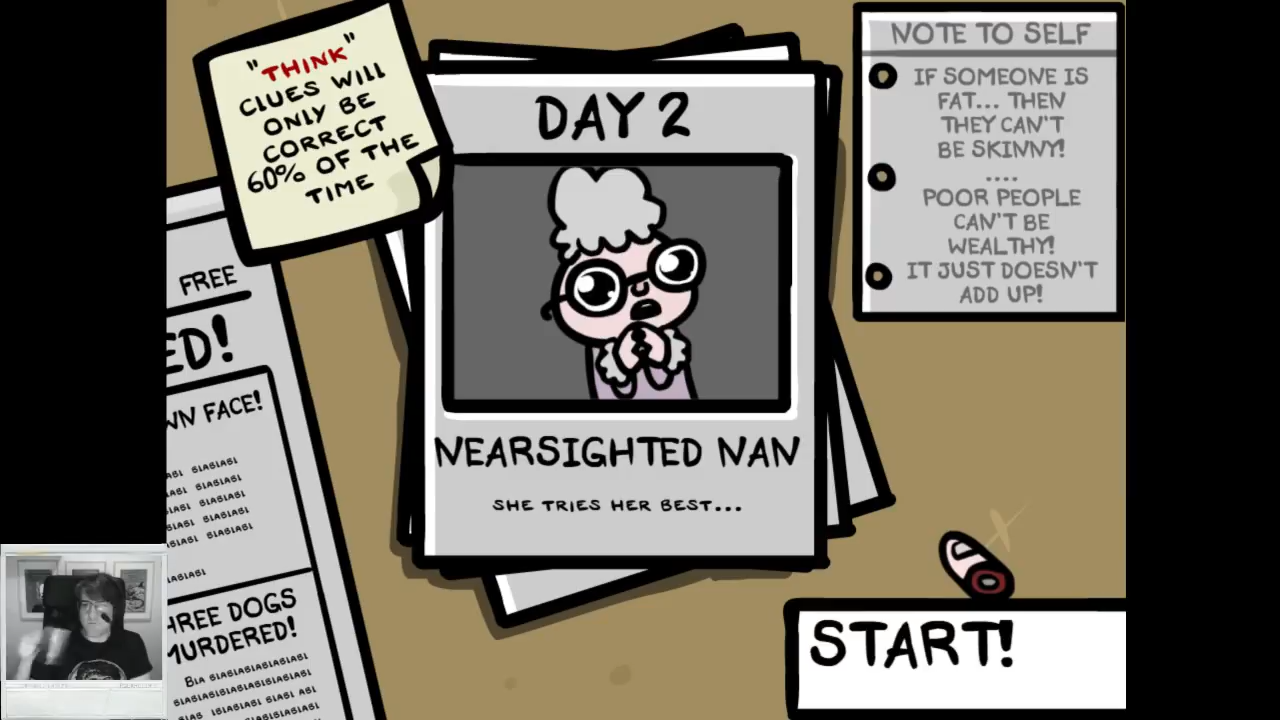 "THINK"
CLUES WILL
ONLY BE
CORRECT
60% OF THE
TIME
DAY 2
NEARSIGHTED NAN
SHE TRIES HER BEST...
NOTE TO SELF
IF SOMEONE IS
FAT... THEN
THEY CAN'T
BE SKINNY!
....
POOR PEOPLE
CAN'T BE
WEALTHY!
IT JUST DOESN'T
ADD UP!
FREE
ED!
WN FACE!
HREE DOGS
MURDERED!
START!